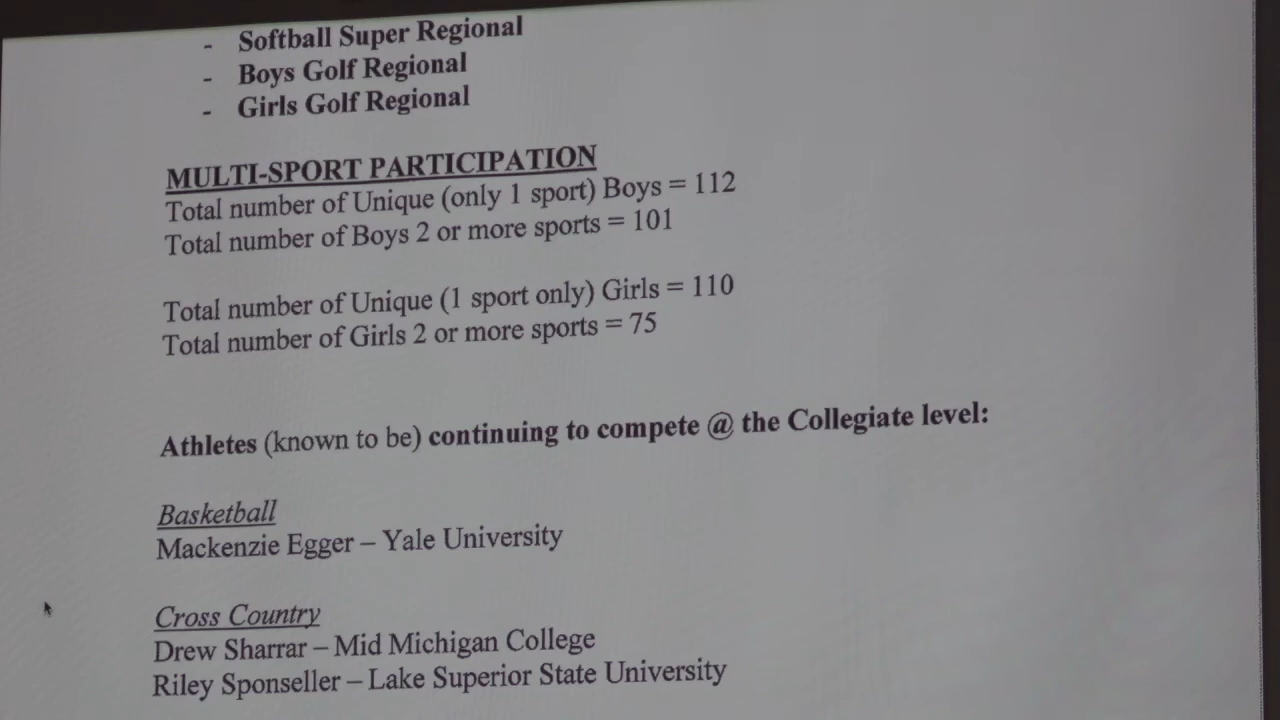 - Softball Super Regional
- Boys Golf Regional
- Girls Golf Regional
MULTI-SPORT PARTICIPATION
Total number of Unique (only 1 sport) Boys = 112
Total number of Boys 2 or more sports = 101
Total number of Unique (1 sport only) Girls = 110
Total number of Girls 2 or more sports = 75
Athletes (known to be) continuing to compete @ the Collegiate level:
Basketball
Mackenzie Egger – Yale University
Cross Country
Drew Sharrar – Mid Michigan College
Riley Sponseller – Lake Superior State University